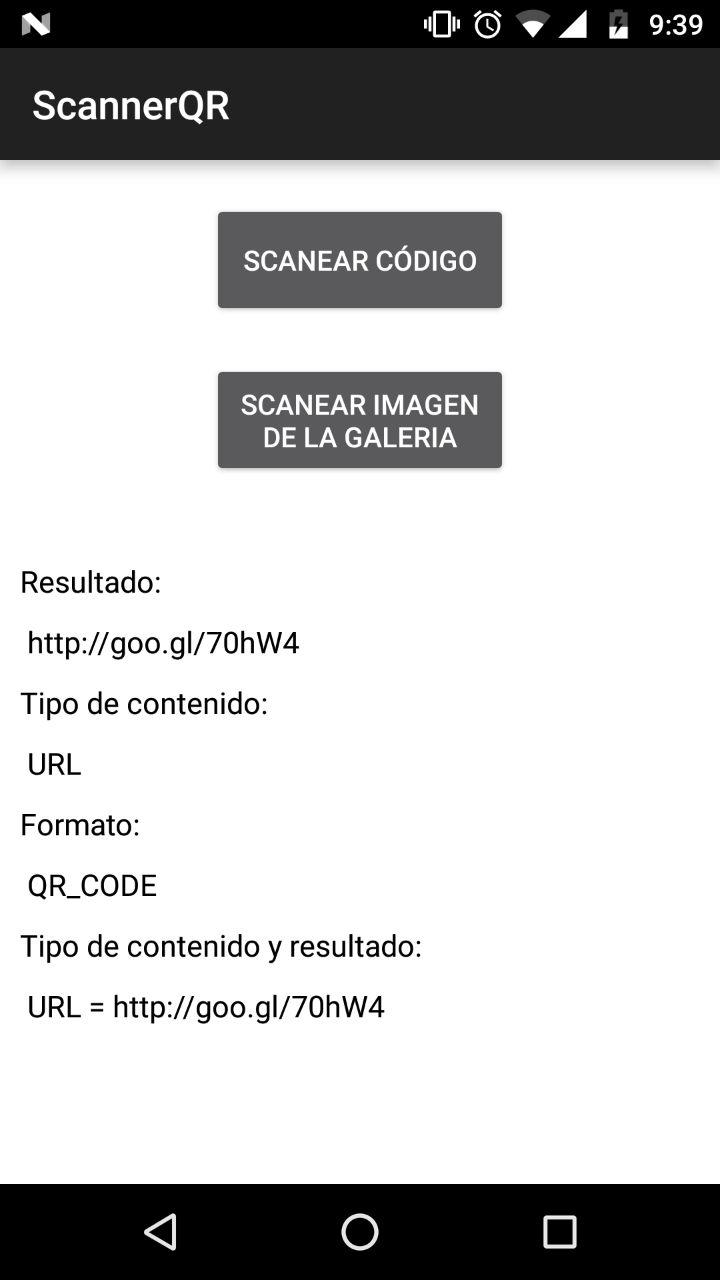 9:39
ScannerQR
SCANEAR CÓDIGO
SCANEAR IMAGEN
DE LA GALERIA
Resultado:
http://goo.gl/70hW4
Tipo de contenido:
URL
Formato:
QR_CODE
Tipo de contenido y resultado:
URL = http://goo.gl/70hW4